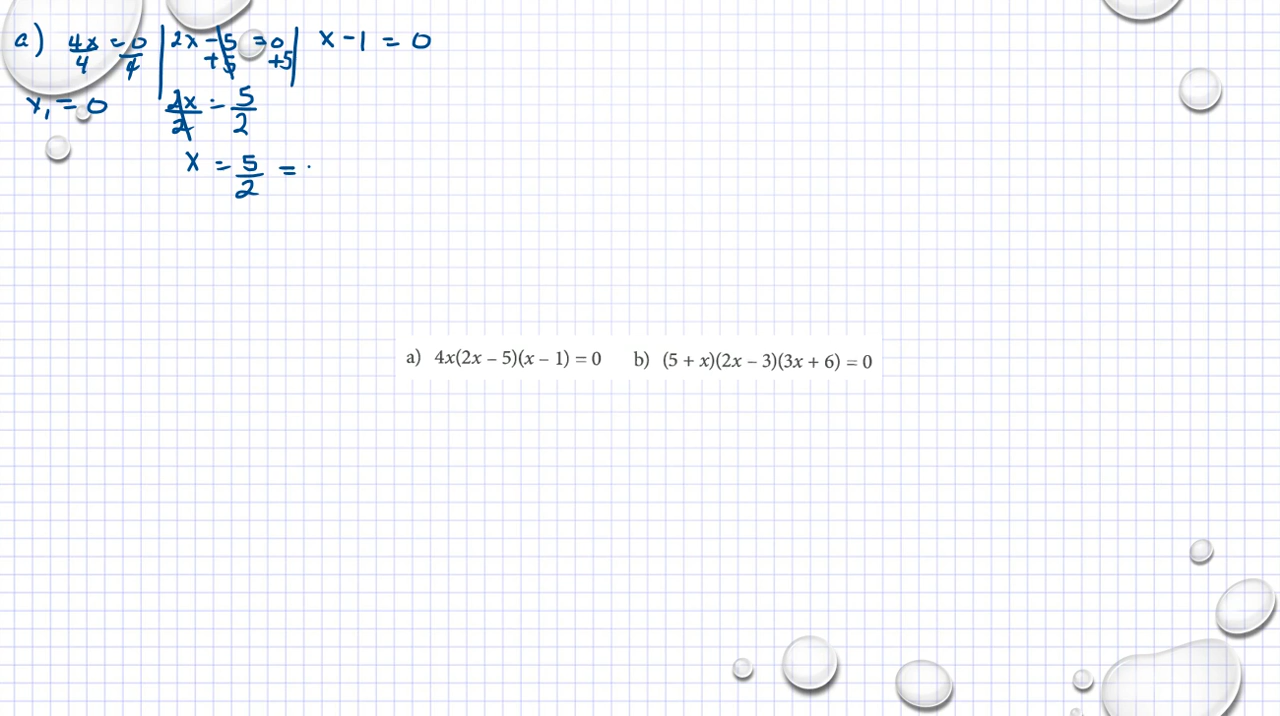 a) 4x/4 = 0/4 | 2x - 5 = 0 | x - 1 = 0
+5 +5
x₁ = 0 2x/2 = 5/2
x = 5/2 =
a) 4x(2x – 5)(x – 1) = 0 b) (5 + x)(2x – 3)(3x + 6) = 0